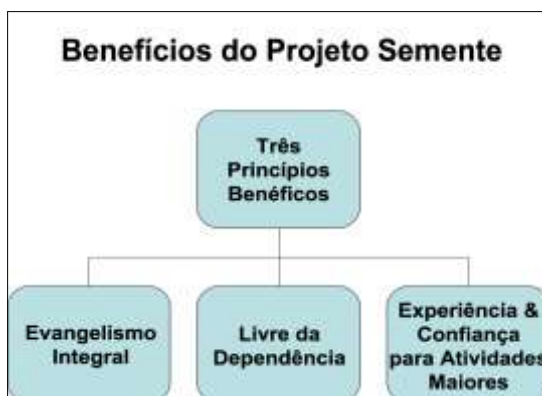 Benefícios do Projeto Semente
Três
Princípios
Benéficos
Evangelismo
Integral
Livre da
Dependência
Experiência &
Confiança
para Atividades
Maiores